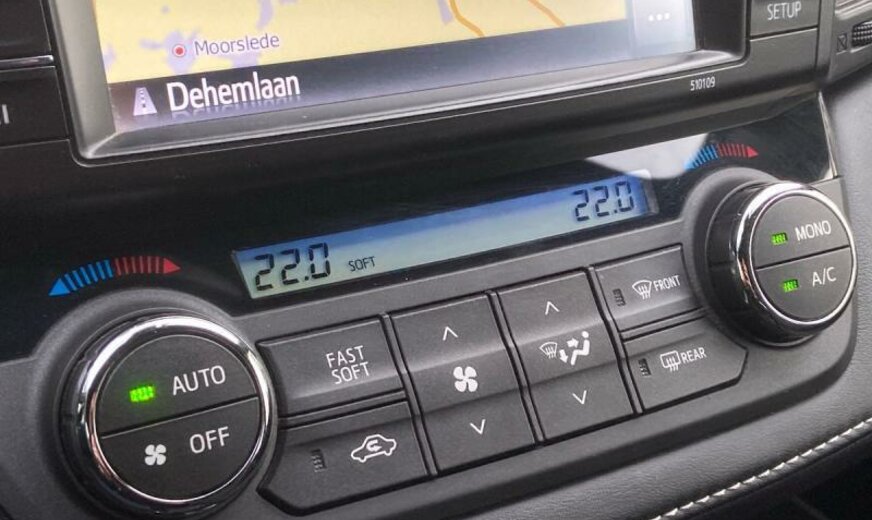 SETUP
Moorslede
Dehemlaan
510109
22.0 SOFT
22.0
MONO
A/C
AUTO
OFF
FAST
SOFT
FRONT
REAR